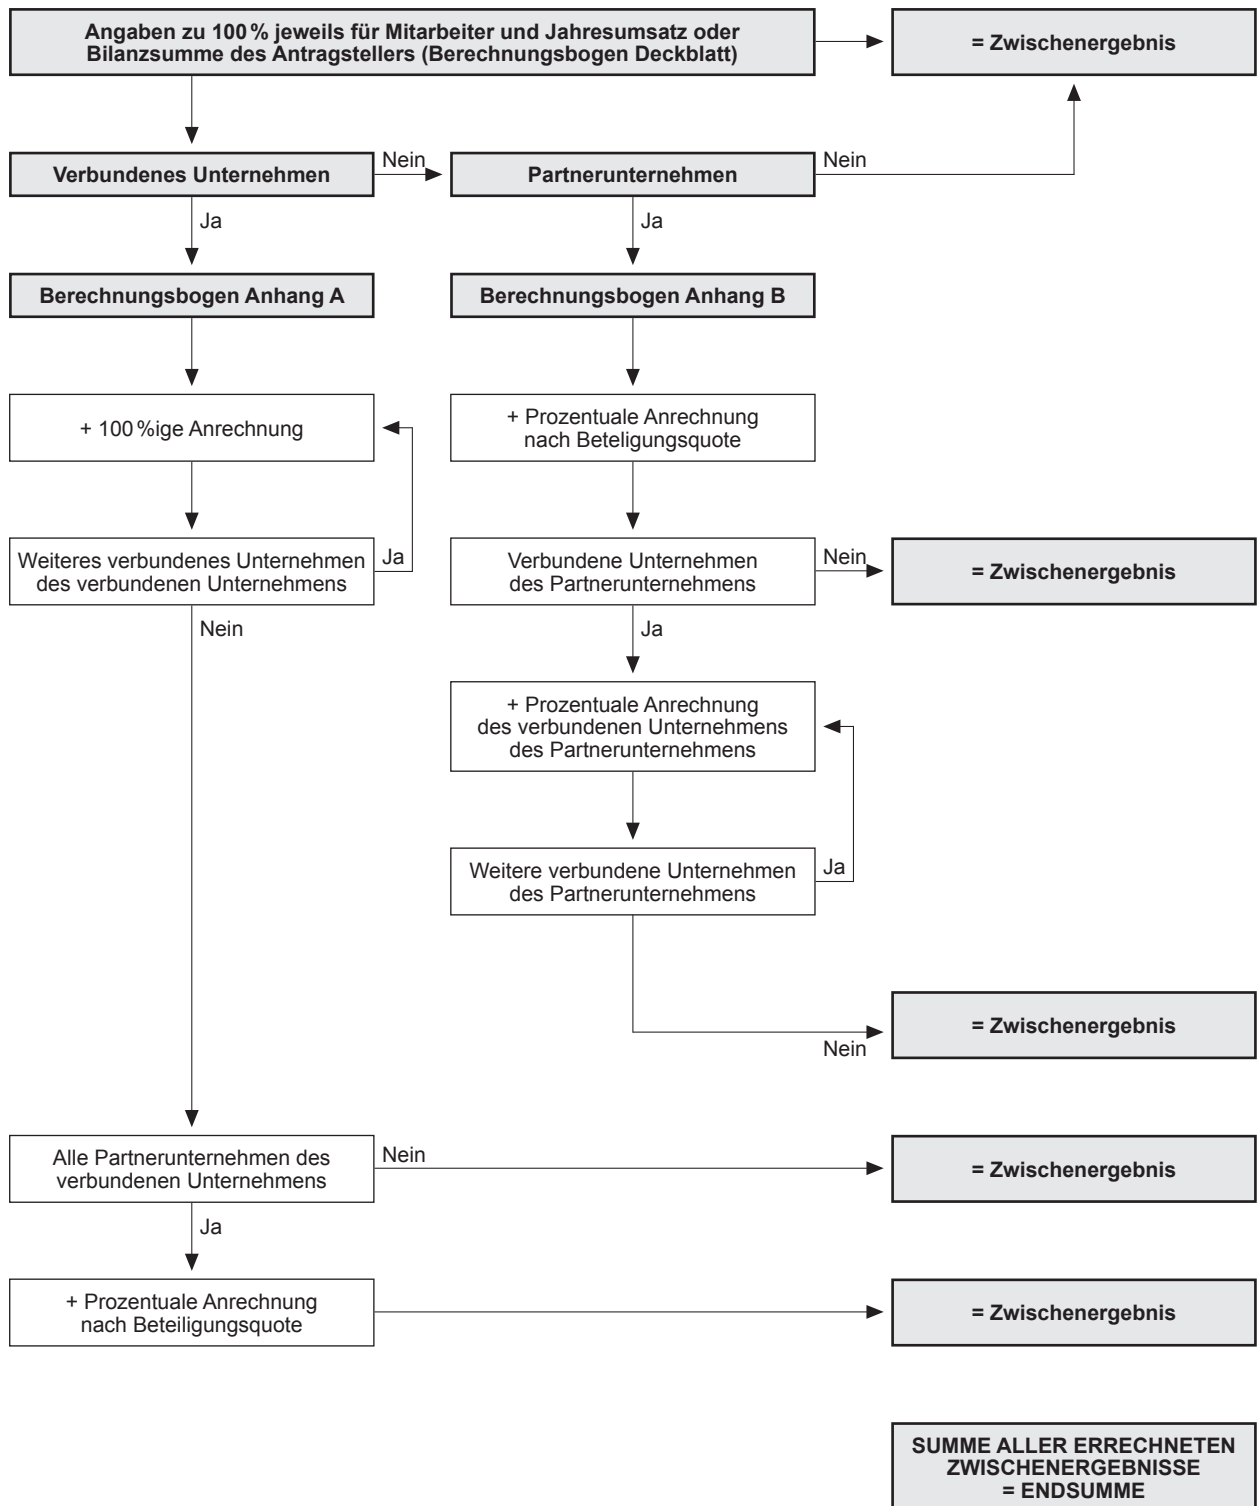 Angaben zu 100 % jeweils für Mitarbeiter und Jahresumsatz oder
Bilanzsumme des Antragstellers (Berechnungsbogen Deckblatt)
= Zwischenergebnis
Verbundenes Unternehmen
Nein
Partnerunternehmen
Nein
Ja
Ja
Berechnungsbogen Anhang A
Berechnungsbogen Anhang B
+ 100 %ige Anrechnung
+ Prozentuale Anrechnung
nach Beteligungsquote
Weiteres verbundenes Unternehmen
des verbundenen Unternehmens
Ja
Verbundene Unternehmen
des Partnerunternehmens
Nein
= Zwischenergebnis
Nein
Ja
+ Prozentuale Anrechnung
des verbundenen Unternehmens
des Partnerunternehmens
Weitere verbundene Unternehmen
des Partnerunternehmens
Ja
= Zwischenergebnis
Nein
Alle Partnerunternehmen des
verbundenen Unternehmens
Nein
= Zwischenergebnis
Ja
+ Prozentuale Anrechnung
nach Beteiligungsquote
= Zwischenergebnis
SUMME ALLER ERRECHNETEN
ZWISCHENERGEBNISSE
= ENDSUMME